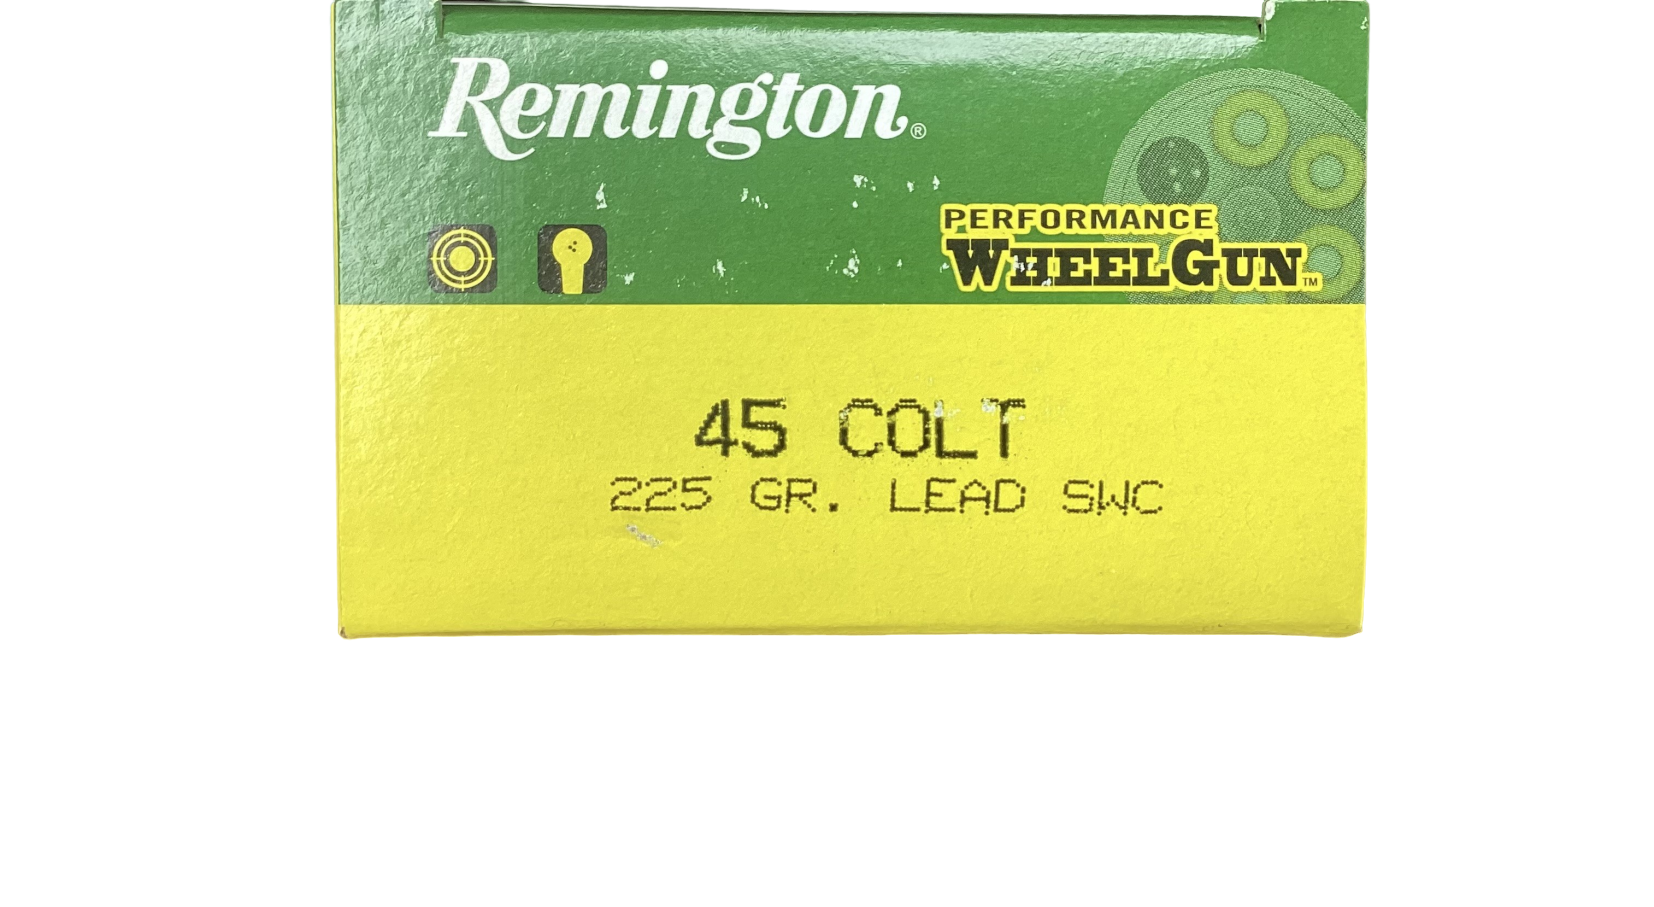 Remington®
PERFORMANCE
WHEELGUN™
45 COLT
225 GR. LEAD SWC